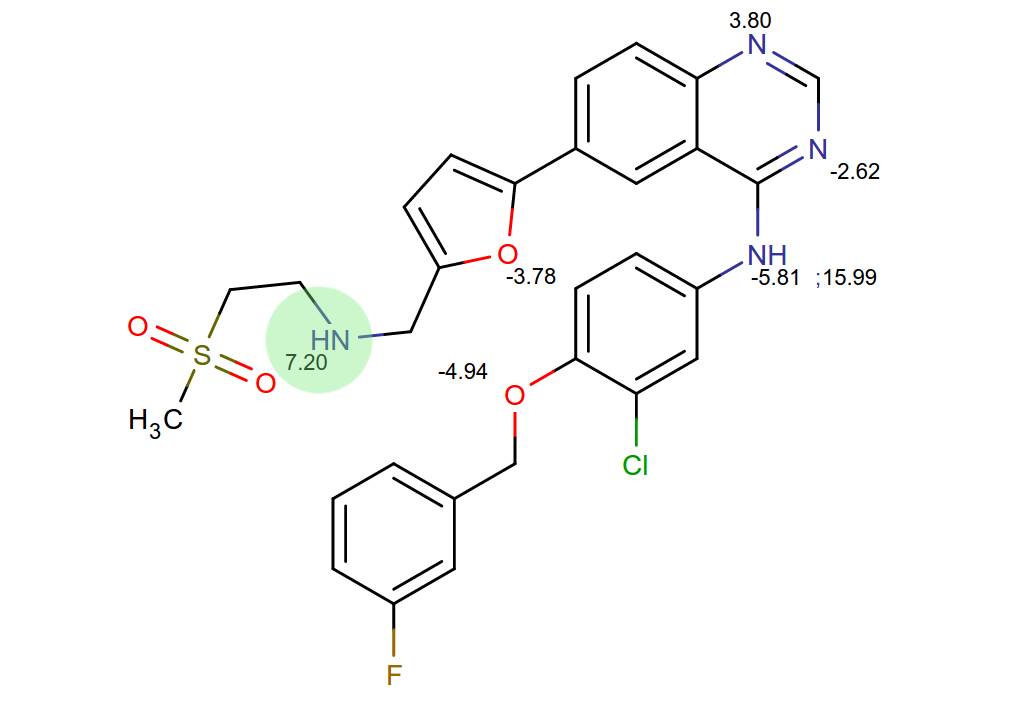 3.80
N
N
-2.62
NH
-5.81 ;15.99
O
-3.78
O
HN
7.20
S
O
H3C
-4.94
O
Cl
F